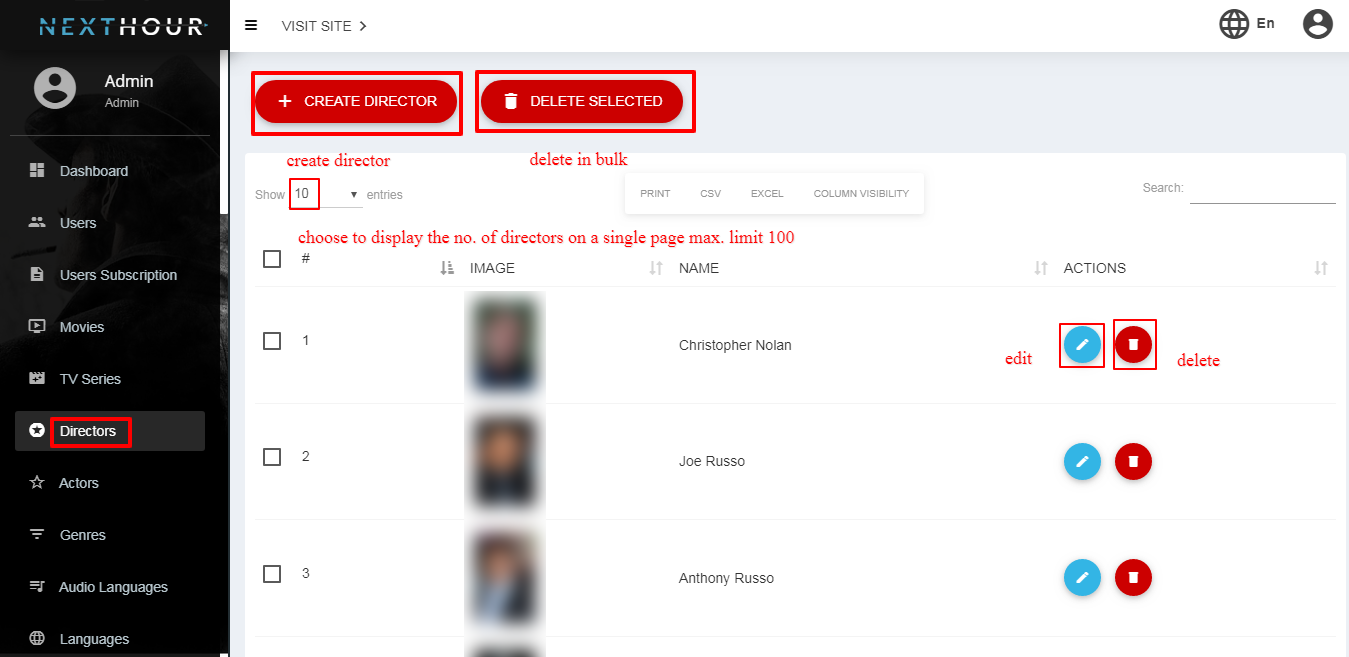 NEXTHOUR
VISIT SITE
En
Admin
Admin
Dashboard
Users
Users Subscription
Movies
TV Series
Directors
Actors
Genres
Audio Languages
Languages
+ CREATE DIRECTOR
DELETE SELECTED
create director
delete in bulk
Show 10 entries
PRINT CSV EXCEL COLUMN VISIBILITY
Search:
choose to display the no. of directors on a single page max. limit 100
# IMAGE NAME ACTIONS
1 Christopher Nolan
edit
delete
2 Joe Russo
3 Anthony Russo